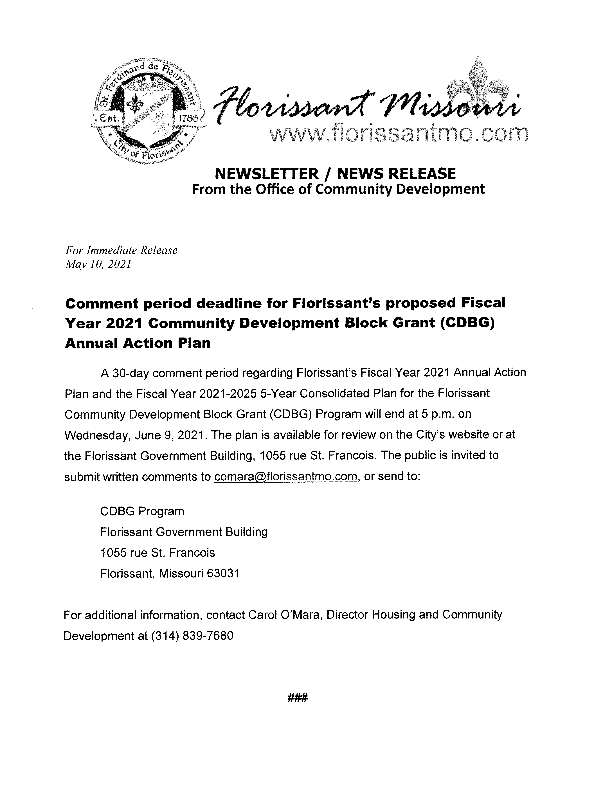 St. Ferdinand de Florissant
Est. 1786
City of Florissant
Florissant Missouri
www.florissantmo.com
NEWSLETTER / NEWS RELEASE
From the Office of Community Development
For Immediate Release
May 10, 2021
Comment period deadline for Florissant's proposed Fiscal
Year 2021 Community Development Block Grant (CDBG)
Annual Action Plan
A 30-day comment period regarding Florissant's Fiscal Year 2021 Annual Action
Plan and the Fiscal Year 2021-2025 5-Year Consolidated Plan for the Florissant
Community Development Block Grant (CDBG) Program will end at 5 p.m. on
Wednesday, June 9, 2021. The plan is available for review on the City's website or at
the Florissant Government Building, 1055 rue St. Francois. The public is invited to
submit written comments to comara@florissantmo.com, or send to:
CDBG Program
Florissant Government Building
1055 rue St. Francois
Florissant, Missouri 63031
For additional information, contact Carol O'Mara, Director Housing and Community
Development at (314) 839-7680
###